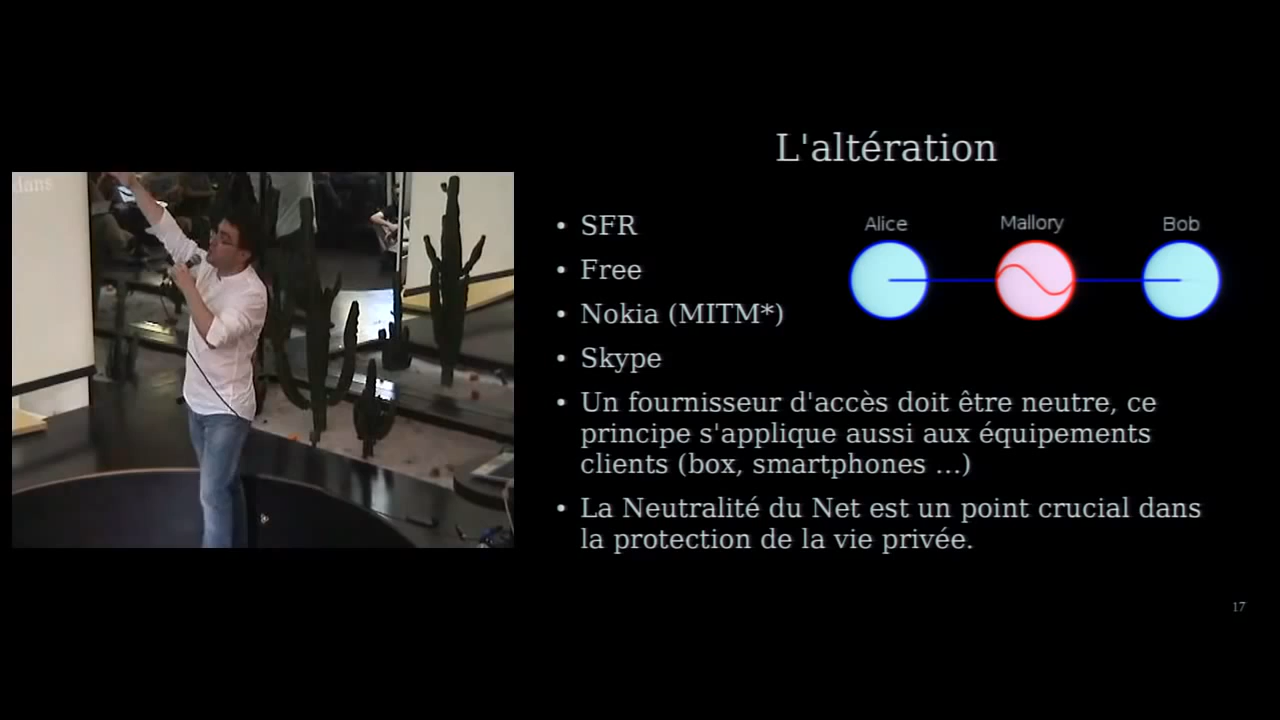 L'altération
• SFR
• Free
• Nokia (MITM*)
• Skype
Alice
Mallory
Bob
• Un fournisseur d'accès doit être neutre, ce
principe s'applique aussi aux équipements
clients (box, smartphones ...)
• La Neutralité du Net est un point crucial dans
la protection de la vie privée.
17